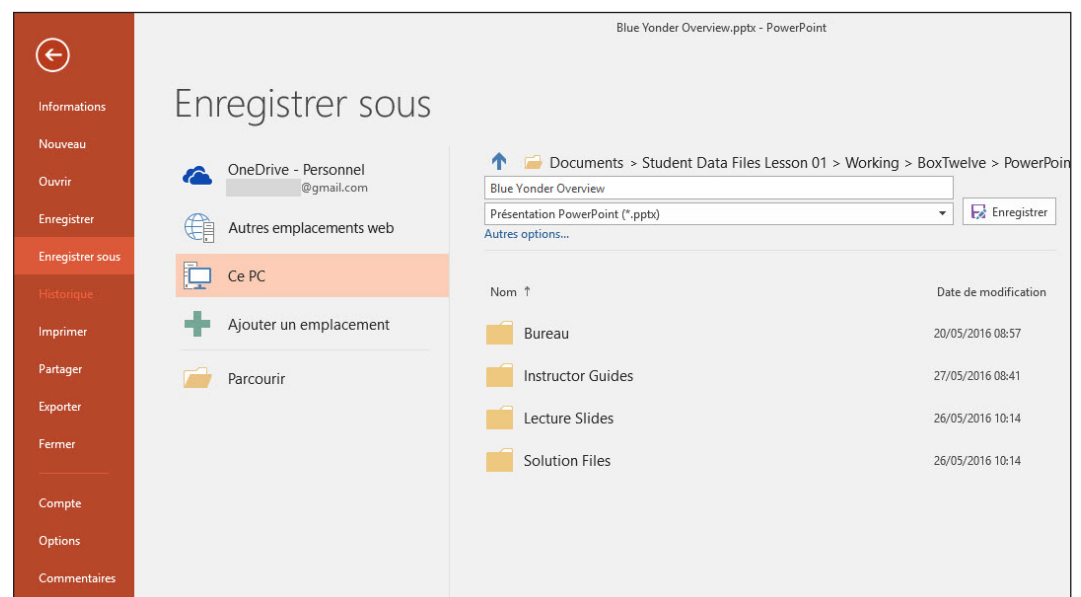 Blue Yonder Overview.pptx - PowerPoint
Informations
Nouveau
Ouvrir
Enregistrer
Enregistrer sous
Historique
Imprimer
Partager
Exporter
Fermer
Compte
Options
Commentaires
Enregistrer sous
OneDrive - Personnel
@gmail.com
Autres emplacements web
Ce PC
Ajouter un emplacement
Parcourir
Documents > Student Data Files Lesson 01 > Working > BoxTwelve > PowerPoin
Blue Yonder Overview
Présentation PowerPoint (*.pptx)
Enregistrer
Autres options...
Nom ↑ Date de modification
Bureau 20/05/2016 08:57
Instructor Guides 27/05/2016 08:41
Lecture Slides 26/05/2016 10:14
Solution Files 26/05/2016 10:14